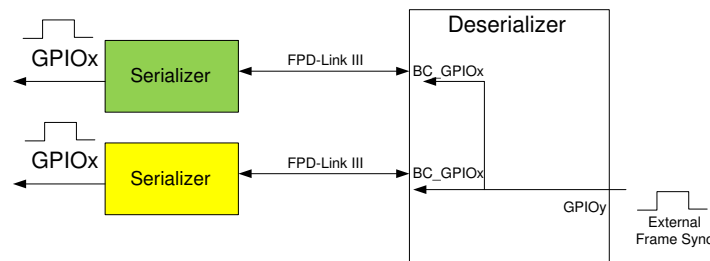 Deserializer
GPIOx
Serializer
FPD-Link III
BC_GPIOx
GPIOx
Serializer
FPD-Link III
BC_GPIOx
GPIOy
External
Frame Sync